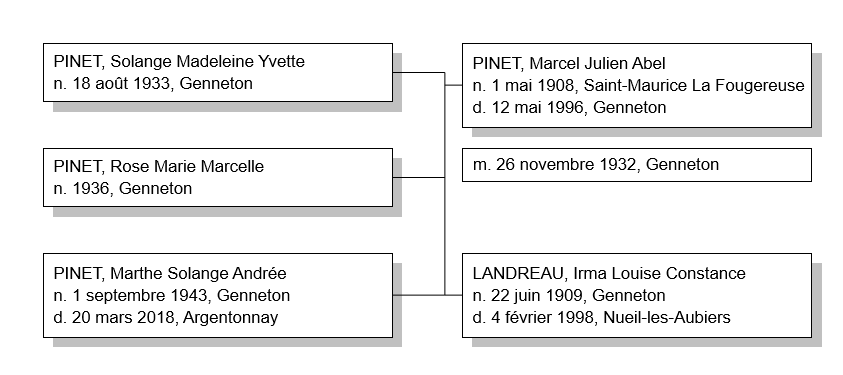 PINET, Solange Madeleine Yvette
n. 18 août 1933, Genneton
PINET, Rose Marie Marcelle
n. 1936, Genneton
PINET, Marthe Solange Andrée
n. 1 septembre 1943, Genneton
d. 20 mars 2018, Argentonnay
PINET, Marcel Julien Abel
n. 1 mai 1908, Saint-Maurice La Fougereuse
d. 12 mai 1996, Genneton
m. 26 novembre 1932, Genneton
LANDREAU, Irma Louise Constance
n. 22 juin 1909, Genneton
d. 4 février 1998, Nueil-les-Aubiers